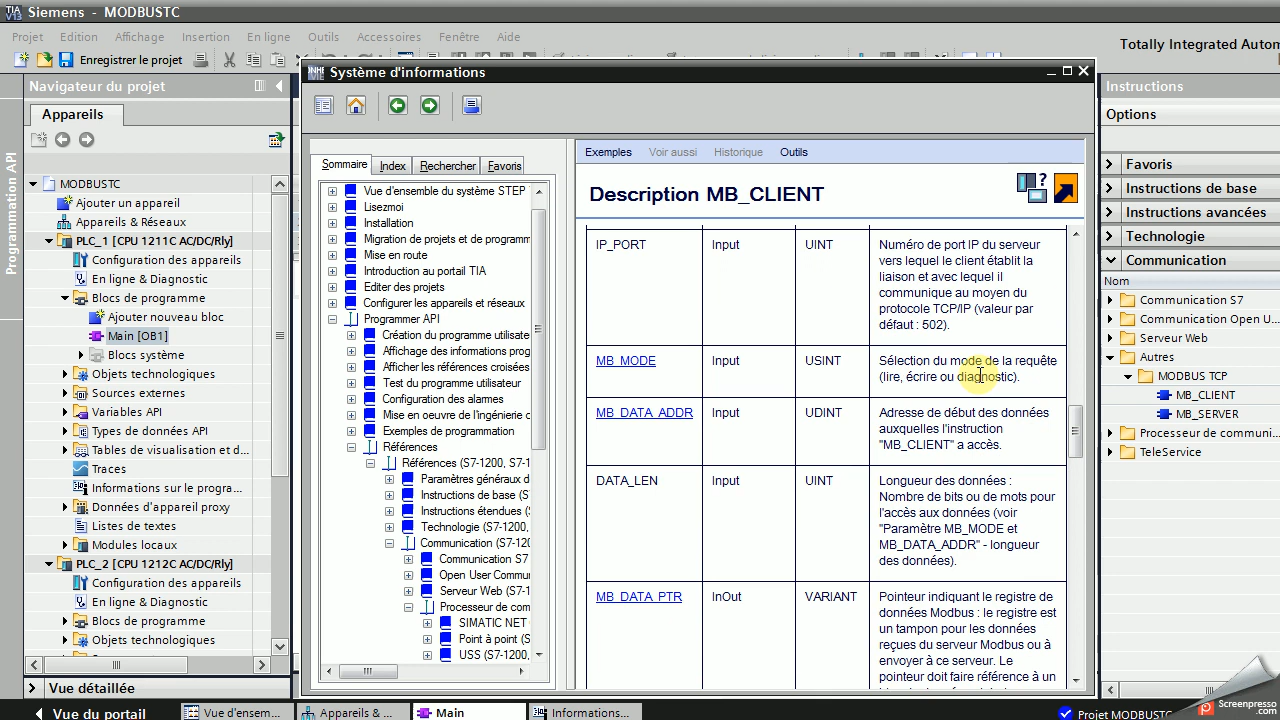 TIA
V13
Siemens - MODBUSTC
Projet Edition Affichage Insertion En ligne Outils Accessoires Fenêtre Aide
Enregistrer le projet
Totally Integrated Autom
Navigateur du projet
Appareils
Programmation API
MODBUSTC
Ajouter un appareil
Appareils & Réseaux
PLC_1 [CPU 1211C AC/DC/Rly]
Configuration des appareils
En ligne & Diagnostic
Blocs de programme
Ajouter nouveau bloc
Main [OB1]
Blocs système
Objets technologiques
Sources externes
Variables API
Types de données API
Tables de visualisation et d...
Traces
Informations sur le progra...
Données d'appareil proxy
Listes de textes
Modules locaux
PLC_2 [CPU 1212C AC/DC/Rly]
Configuration des appareils
En ligne & Diagnostic
Blocs de programme
Objets technologiques
Vue détaillée
Système d'informations
Sommaire Index Rechercher Favoris
Vue d'ensemble du système STEP
Lisezmoi
Installation
Migration de projets et de programm
Mise en route
Introduction au portail TIA
Editer des projets
Configurer les appareils et réseaux
Programmer API
Création du programme utilisate
Affichage des informations prog
Afficher les références croisées
Test du programme utilisateur
Configuration des alarmes
Mise en oeuvre de l'ingénierie c
Exemples de programmation
Références
Références (S7-1200, S7-1
Paramètres généraux d
Instructions de base (S7
Instructions étendues (S
Technologie (S7-1200,
Communication (S7-120
Communication S7
Open User Commu
Serveur Web (S7-1
Processeur de com
SIMATIC NET
Point à point (S
USS (S7-1200,
Exemples Voir aussi Historique Outils
Description MB_CLIENT
IP_PORT Input UINT Numéro de port IP du serveur
vers lequel le client établit la
liaison et avec lequel il
communique au moyen du
protocole TCP/IP (valeur par
défaut : 502).
MB_MODE Input USINT Sélection du mode de la requête
(lire, écrire ou diagnostic).
MB_DATA_ADDR Input UDINT Adresse de début des données
auxquelles l'instruction
"MB_CLIENT" a accès.
DATA_LEN Input UINT Longueur des données :
Nombre de bits ou de mots pour
l'accès aux données (voir
"Paramètre MB_MODE et
MB_DATA_ADDR" - longueur
des données).
MB_DATA_PTR InOut VARIANT Pointeur indiquant le registre de
données Modbus : le registre est
un tampon pour les données
reçues du serveur Modbus ou à
envoyer à ce serveur. Le
pointeur doit faire référence à un
Instructions
Options
Favoris
Instructions de base
Instructions avancées
Technologie
Communication
Nom
Communication S7
Communication Open U...
Serveur Web
Autres
MODBUS TCP
MB_CLIENT
MB_SERVER
Processeur de communi...
TeleService
Vue du portail Vue d'ensem... Appareils & ... Main Informations...
Projet MODBUSTC
Screenpresso
.com